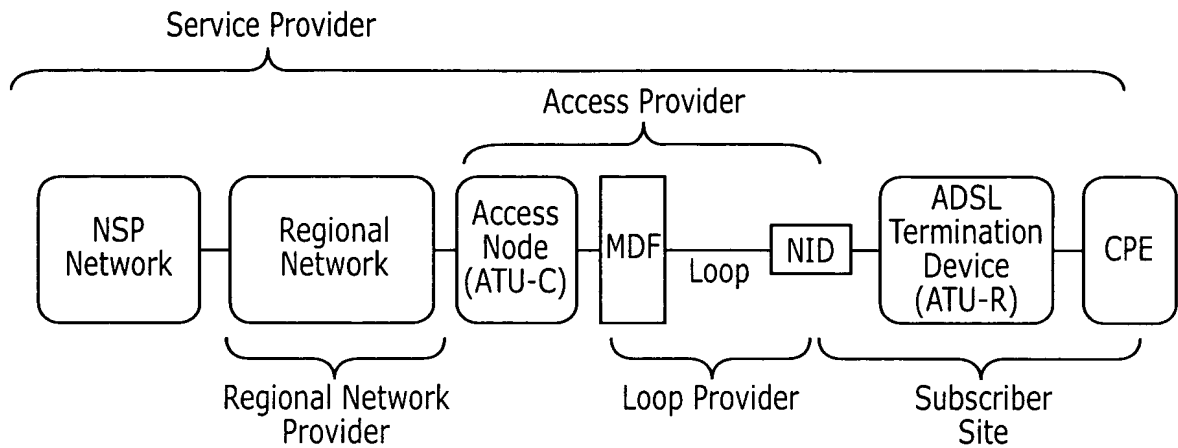 Service Provider
Access Provider
NSP
Network
Regional
Network
Access
Node
(ATU-C)
MDF
Loop
NID
ADSL
Termination
Device
(ATU-R)
CPE
Regional Network
Provider
Loop Provider
Subscriber
Site